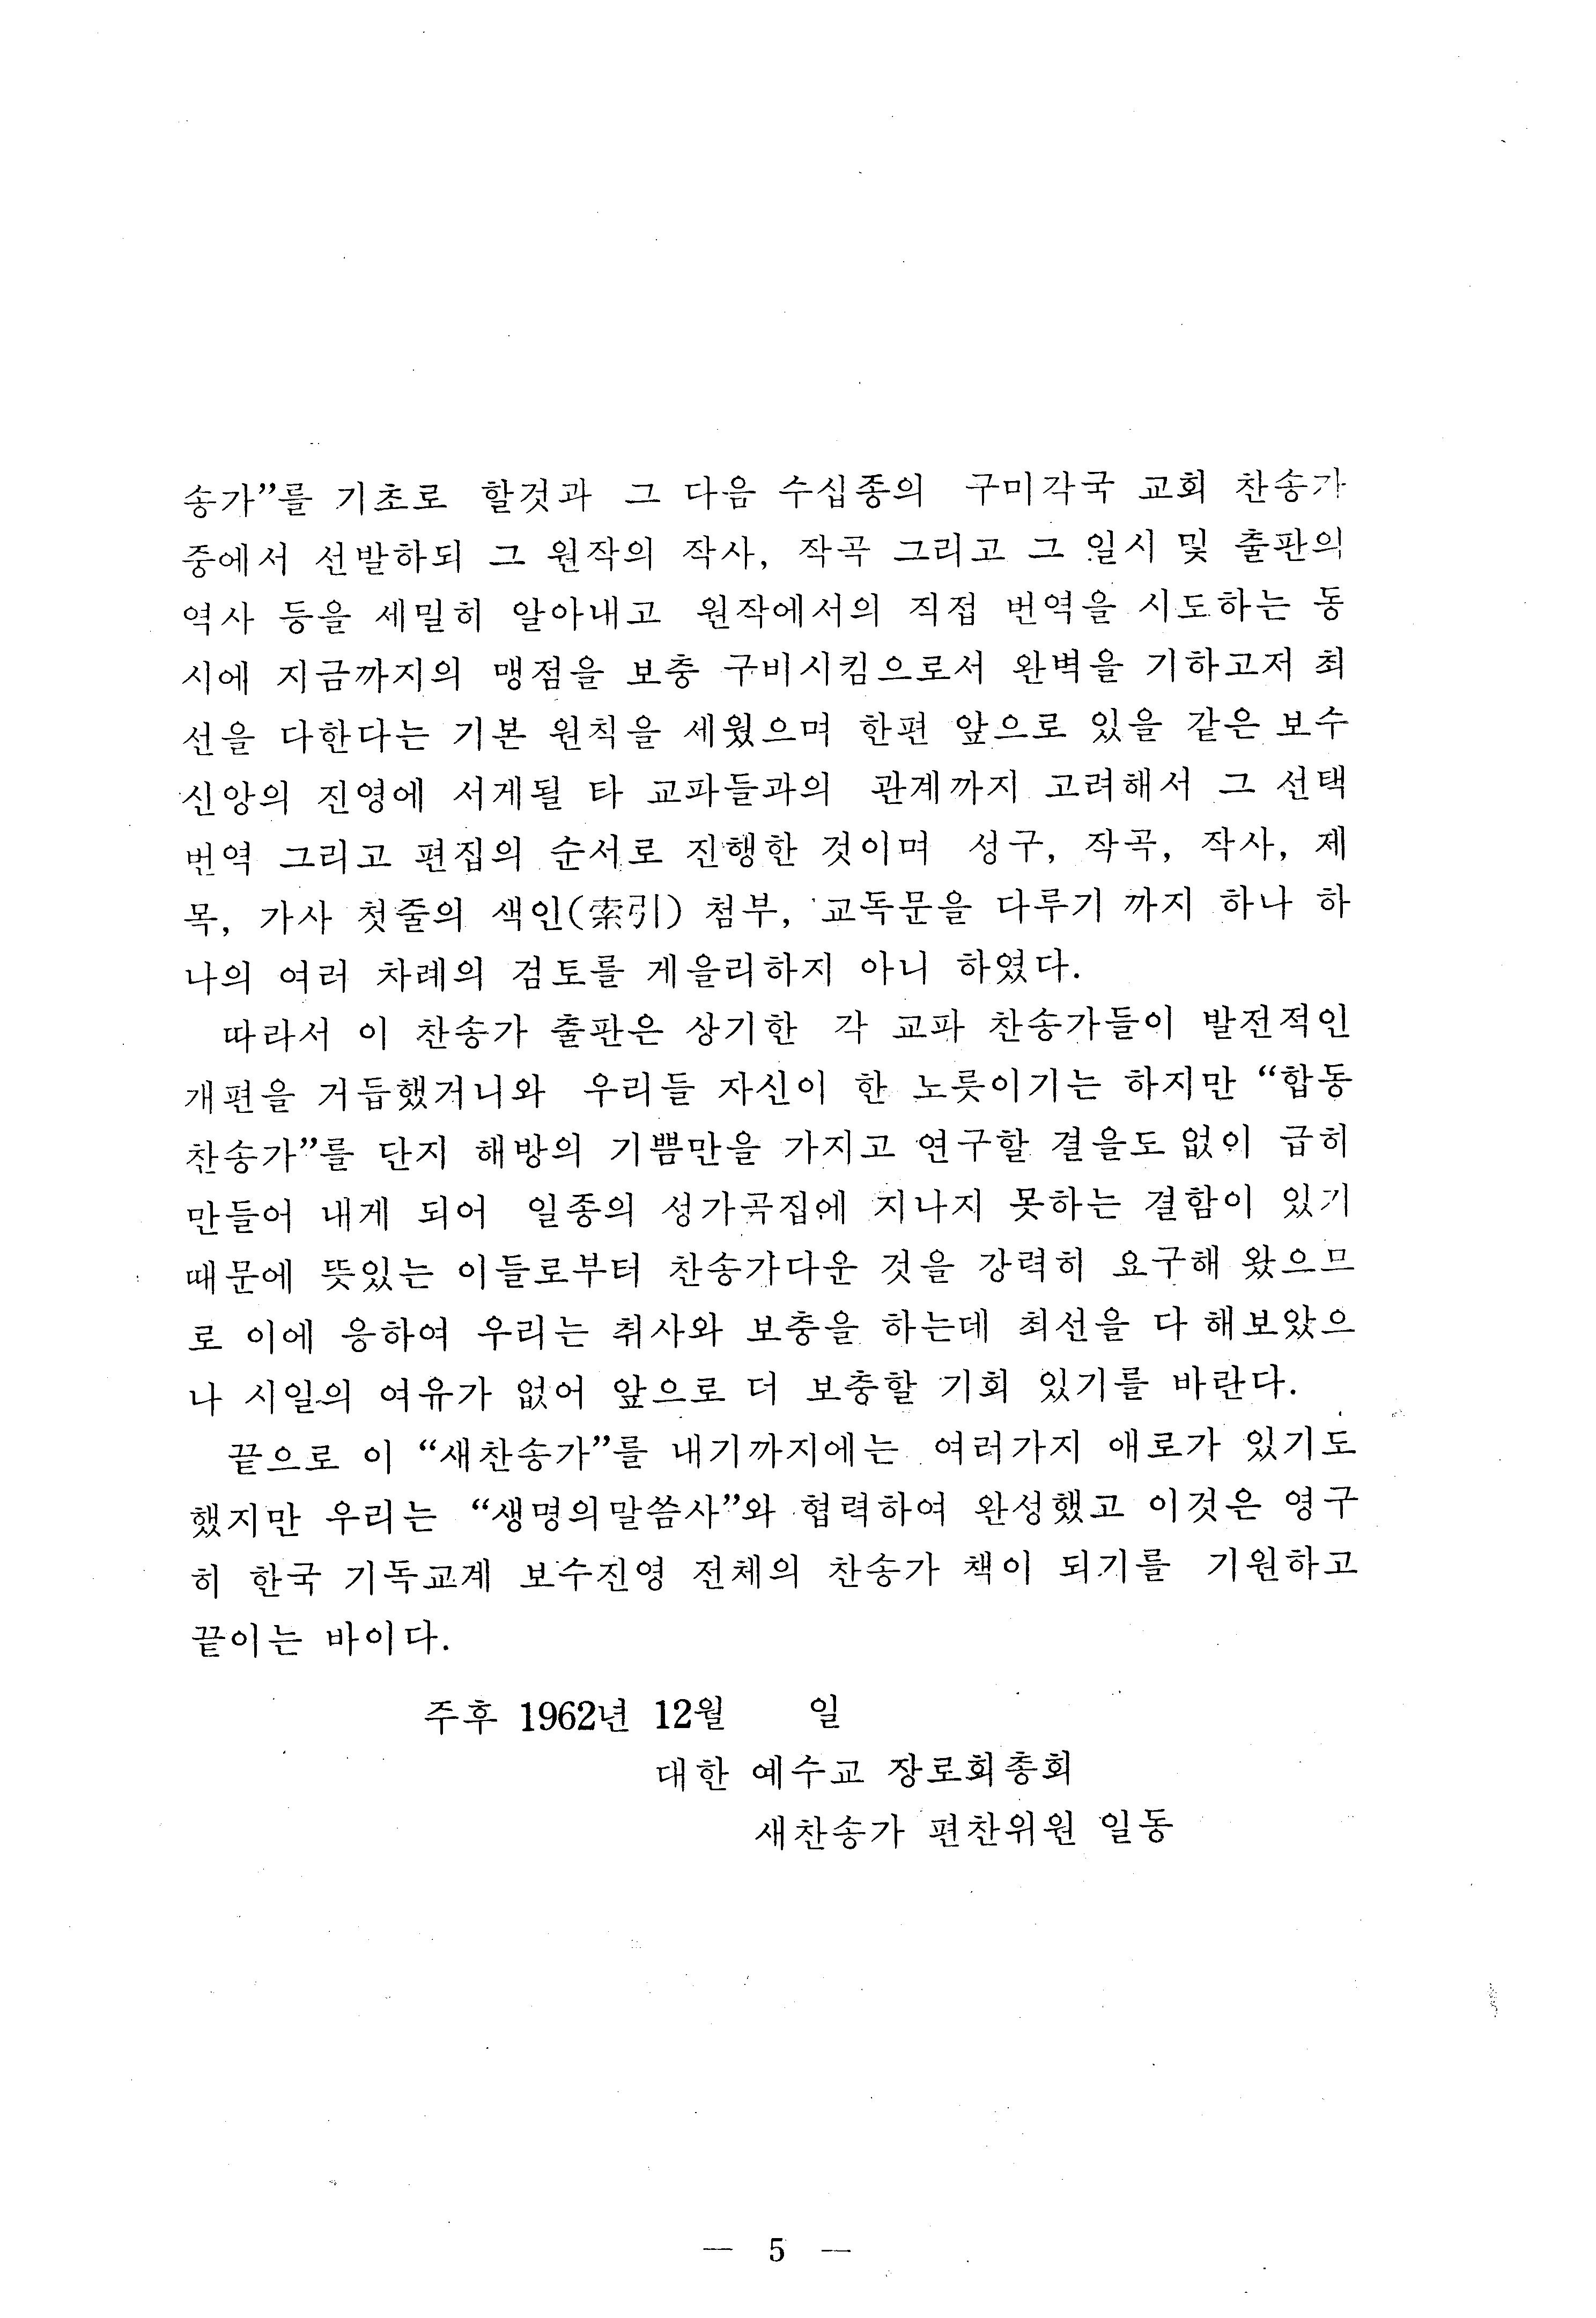 송가”를 기초로 할것과 그 다음 수십종의 구미각국 교회 찬송가
중에서 선발하되 그 원작의 작사, 작곡 그리고 그 일시 및 출판의
역사 등을 세밀히 알아내고 원작에서의 직접 번역을 시도하는 동
시에 지금까지의 맹점을 보충 구비시킴으로서 완벽을 기하고저 최
선을 다한다는 기본 원칙을 세웠으며 한편 앞으로 있을 같은 보수
신앙의 진영에 서게될 타 교파들과의 관계까지 고려해서 그 선택
번역 그리고 편집의 순서로 진행한 것이며 성구, 작곡, 작사, 제
목, 가사 첫줄의 색인(索引) 첨부, 교독문을 다루기 까지 하나 하
나의 여러 차례의 검토를 게을리하지 아니 하였다.
따라서 이 찬송가 출판은 상기한 각 교파 찬송가들이 발전적인
개편을 거듭했거니와 우리들 자신이 한 노릇이기는 하지만 “합동
찬송가”를 단지 해방의 기쁨만을 가지고 연구할 결을도 없이 급히
만들어 내게 되어 일종의 성가곡집에 지나지 못하는 결함이 있기
때문에 뜻있는 이들로부터 찬송가다운 것을 강력히 요구해 왔으므
로 이에 응하여 우리는 취사와 보충을 하는데 최선을 다 해보았으
나 시일의 여유가 없어 앞으로 더 보충할 기회 있기를 바란다.
끝으로 이 “새찬송가”를 내기까지에는 여러가지 애로가 있기도
했지만 우리는 “생명의말씀사”와 협력하여 완성했고 이것은 영구
히 한국 기독교계 보수진영 전체의 찬송가 책이 되기를 기원하고
끝이는 바이다.
주후 1962년 12월 일
대한 예수교 장로회총회
새찬송가 편찬위원 일동
— 5 —